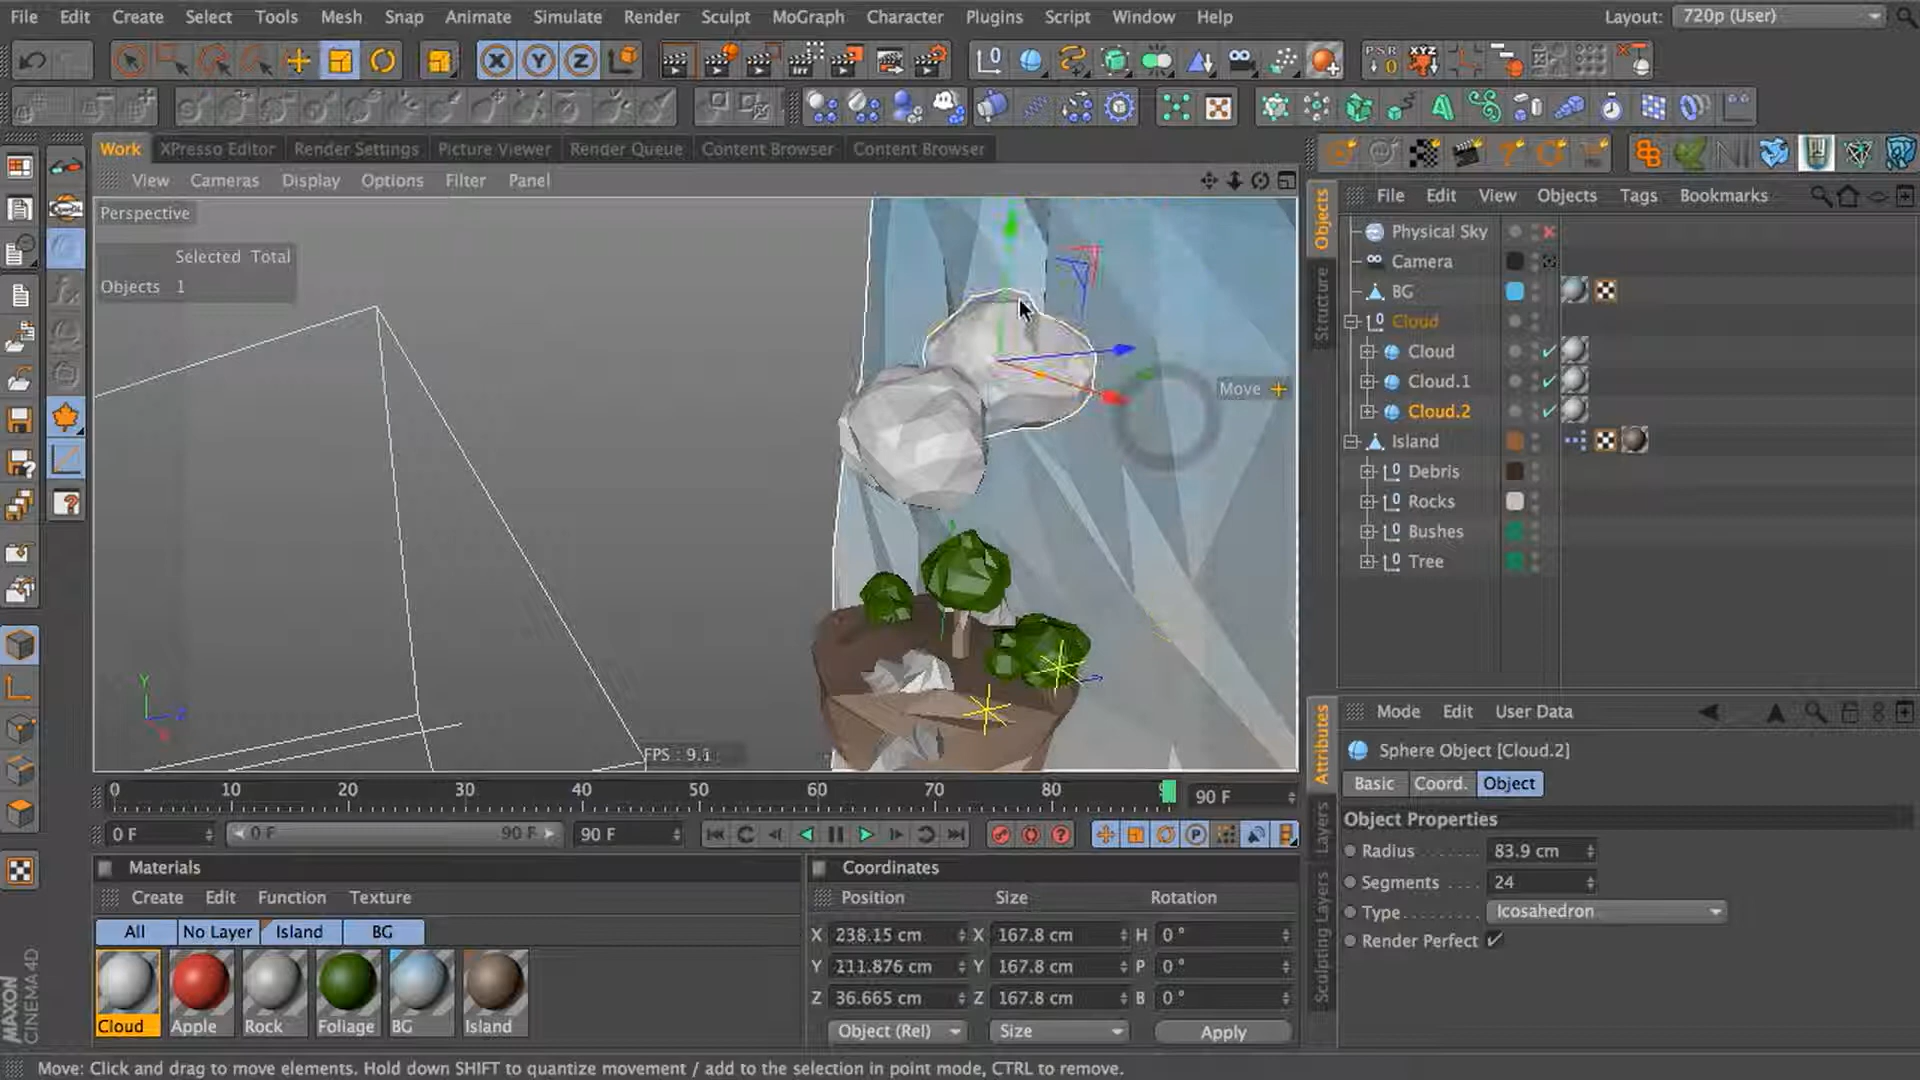 File Edit Create Select Tools Mesh Snap Animate Simulate Render Sculpt MoGraph Character Plugins Script Window Help Layout: 720p (User)
X Y Z PSR 0 XYZ
Work XPresso Editor Render Settings Picture Viewer Render Queue Content Browser Content Browser
View Cameras Display Options Filter Panel
File Edit View Objects Tags Bookmarks
Perspective
Selected Total
Objects 1
Move
Y
FPS : 9.1
Objects
Structure
Physical Sky
Camera
BG
Cloud
Cloud
Cloud.1
Cloud.2
Island
Debris
Rocks
Bushes
Tree
Attributes
Layers
Sculpting Layers
Mode Edit User Data
Sphere Object [Cloud.2]
Basic Coord. Object
Object Properties
Radius 83.9 cm
Segments 24
Type Icosahedron
Render Perfect
0 10 20 30 40 50 60 70 80 90 F
0 F 0 F 90 F 90 F
Materials
Create Edit Function Texture
All No Layer Island BG
Cloud Apple Rock Foliage BG Island
Coordinates
Position Size Rotation
X 238.15 cm X 167.8 cm H 0 °
Y 111.876 cm Y 167.8 cm P 0 °
Z 36.665 cm Z 167.8 cm B 0 °
Object (Rel) Size Apply
MAXON
CINEMA 4D
Move: Click and drag to move elements. Hold down SHIFT to quantize movement / add to the selection in point mode, CTRL to remove.